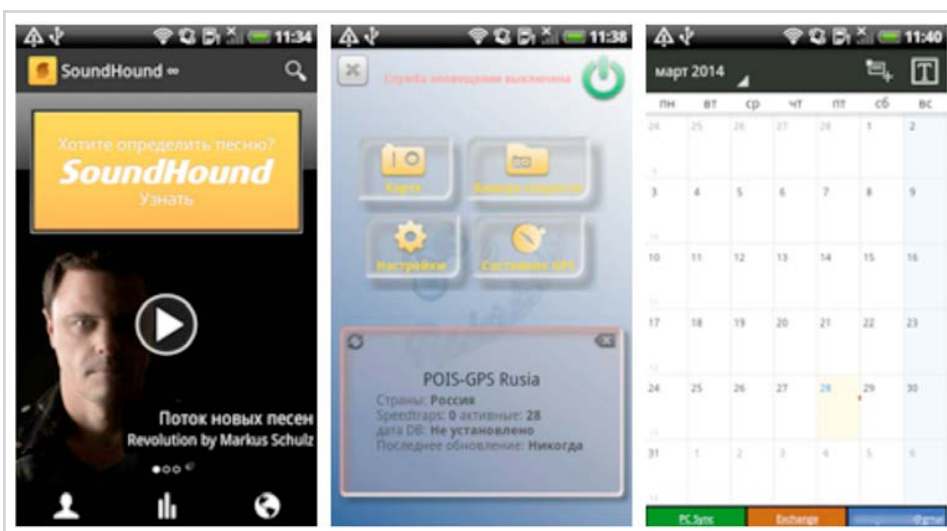 11:34
SoundHound ∞
Хотите определить песню?
SoundHound
Узнать
Поток новых песен
Revolution by Markus Schulz
11:38
Служба оповещения выключена
Карта
Камеры скорости
Настройки
Состояние GPS
POIS-GPS Rusia
Страны: Россия
Speedtraps: 0 активные: 28
дата DB: Не установлено
Последнее обновление: Никогда
11:40
март 2014
пн вт ср чт пт сб вс
24 25 26 27 28 1 2
3 4 5 6 7 8 9
10 11 12 13 14 15 16
17 18 19 20 21 22 23
24 25 26 27 28 29 30
31 1 2 3 4 5 6
PC Sync Exchange